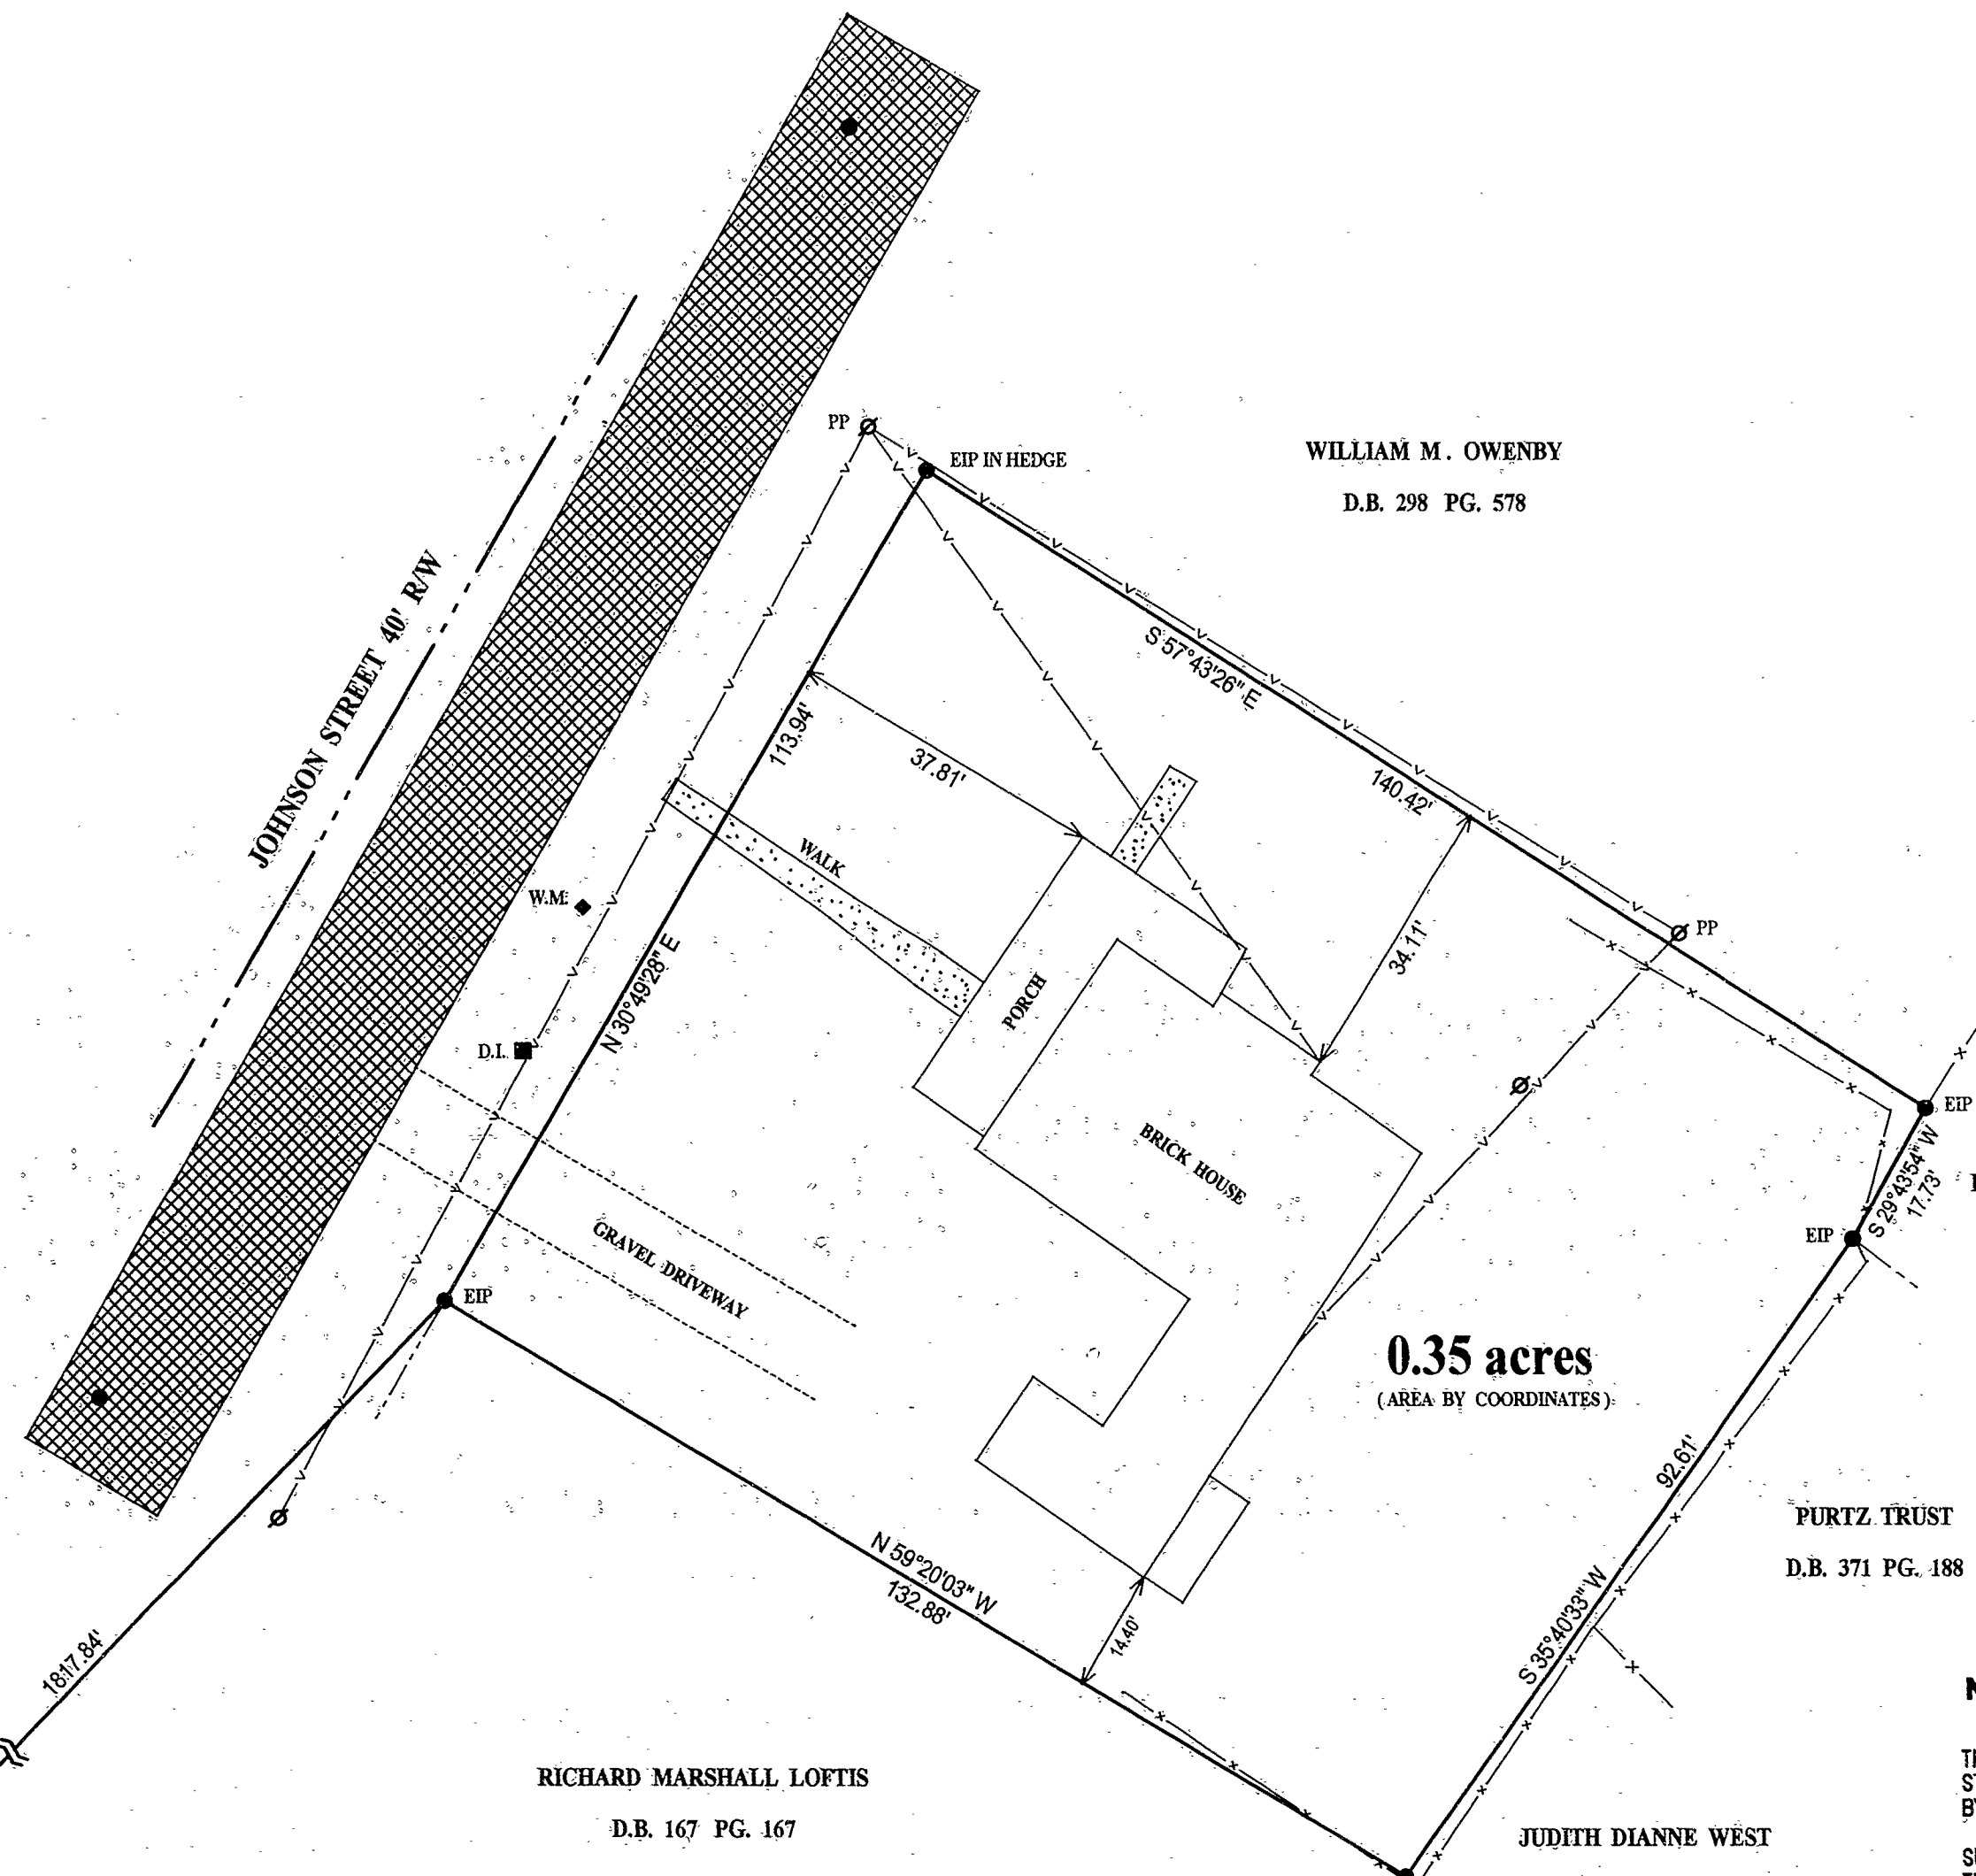 PP
EIP IN HEDGE
WILLIAM M. OWENBY
D.B. 298 PG. 578
JOHNSON STREET 40' R/W
S 57°43'26" E
140.42'
113.94'
N 30°49'28" E
37.81'
WALK
W.M.
D.I.
PORCH
34.11'
PP
EIP
S 29°43'54" W
17.73'
EIP
BRICK HOUSE
GRAVEL DRIVEWAY
EIP
0.35 acres
(AREA BY COORDINATES)
92.61'
S 35°40'33" W
PURTZ TRUST
D.B. 371 PG. 188
N 59°20'03" W
132.88'
14.40'
1817.84'
RICHARD MARSHALL LOFTIS
D.B. 167 PG. 167
JUDITH DIANNE WEST